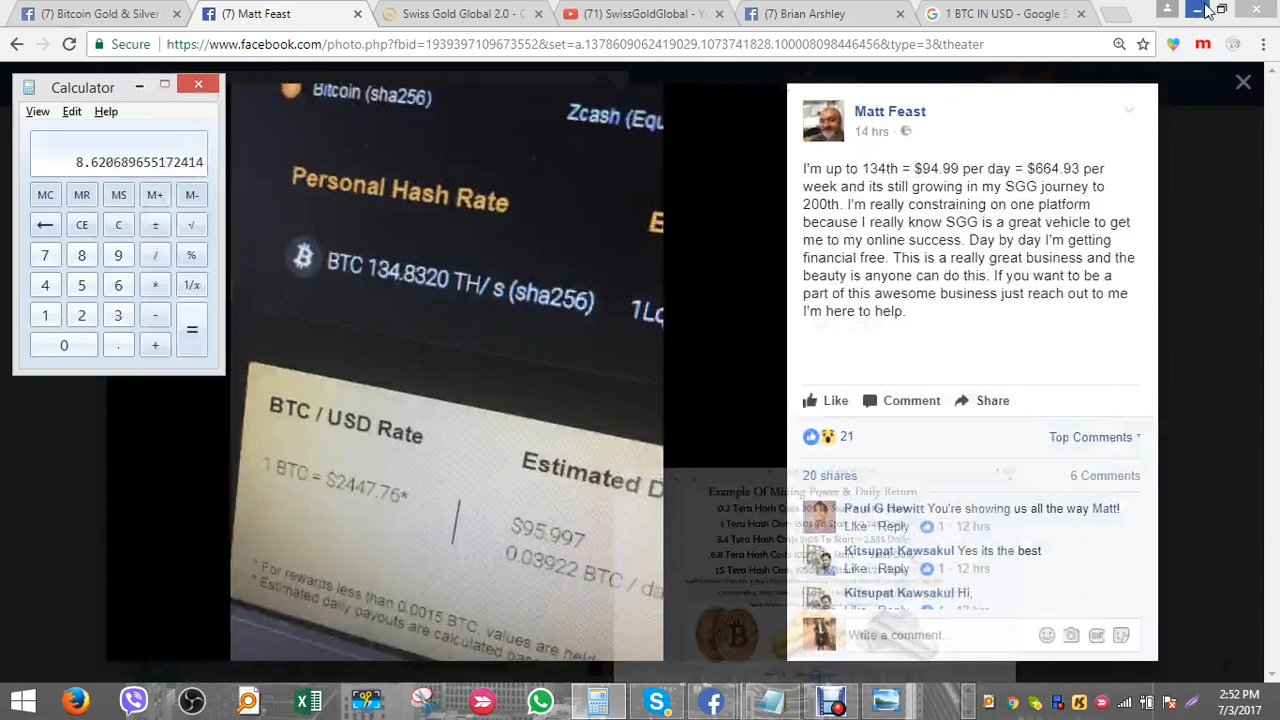 (7) Bitcoin Gold & Silver
(7) Matt Feast
Swiss Gold Global -
(71) SwissGoldGlobal -
(7) Brian Arshley
1 BTC IN USD - Google S
Secure
https://www.facebook.com/photo.php?fbid=1939397109673552&set=a.1378609062419029.1073741828.100008098446456&type=3&theater
Calculator
View Edit Help
8.620689655172414
MC MR MS M+ M-
← CE C ± √
7 8 9 / %
4 5 6 * 1/x
1 2 3 - =
0 . +
Bitcoin (sha256)
Zcash (Equ
Personal Hash Rate
E
BTC 134.8320 TH/s (sha256)
BTC / USD Rate
1 BTC = $2447.76*
Estimated D
$95.997
0.03922 BTC / da
* For rewards less than 0.0015 BTC, values are held
* Estimated daily payouts are calculated
Matt Feast
14 hrs
I'm up to 134th = $94.99 per day = $664.93 per
week and its still growing in my SGG journey to
200th. I'm really constraining on one platform
because I really know SGG is a great vehicle to get
me to my online success. Day by day I'm getting
financial free. This is a really great business and the
beauty is anyone can do this. If you want to be a
part of this awesome business just reach out to me
I'm here to help.
Like Comment Share
21
Top Comments
20 shares
6 Comments
Example Of Mining Power & Daily Return
Paul G Hewitt You're showing us all the way Matt!
Like · Reply · 1 · 12 hrs
Kitsupat Kawsakul Yes its the best
Like · Reply · 1 · 12 hrs
Kitsupat Kawsakul Hi,
Write a comment...
2:52 PM
7/3/2017